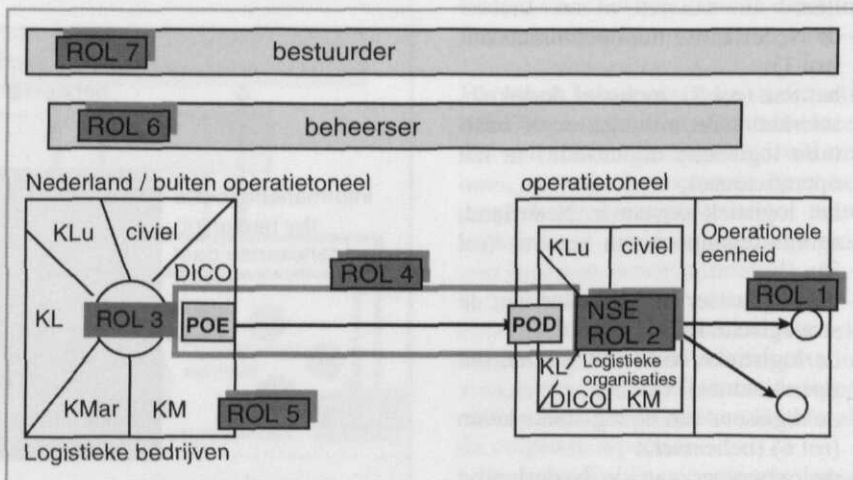 ROL 7 bestuurder
ROL 6 beheerser
Nederland / buiten operatietoneel
operatietoneel
KLu
civiel
DICO
KL
ROL 3
POE
KMar
KM
ROL 5
Logistieke bedrijven
ROL 4
KLu
civiel
POD
NSE
ROL 2
KL
Logistieke
organisaties
DICO
KM
Operationele
eenheid
ROL 1